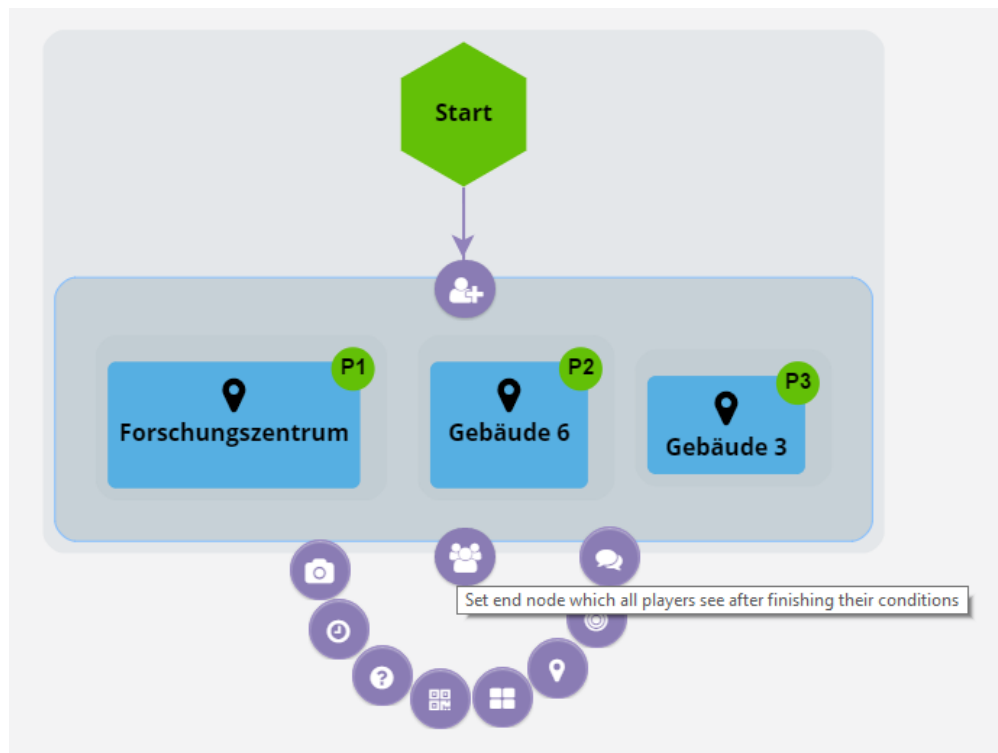 Start
P1
P2
P3
Forschungszentrum
Gebäude 6
Gebäude 3
Set end node which all players see after finishing their conditions